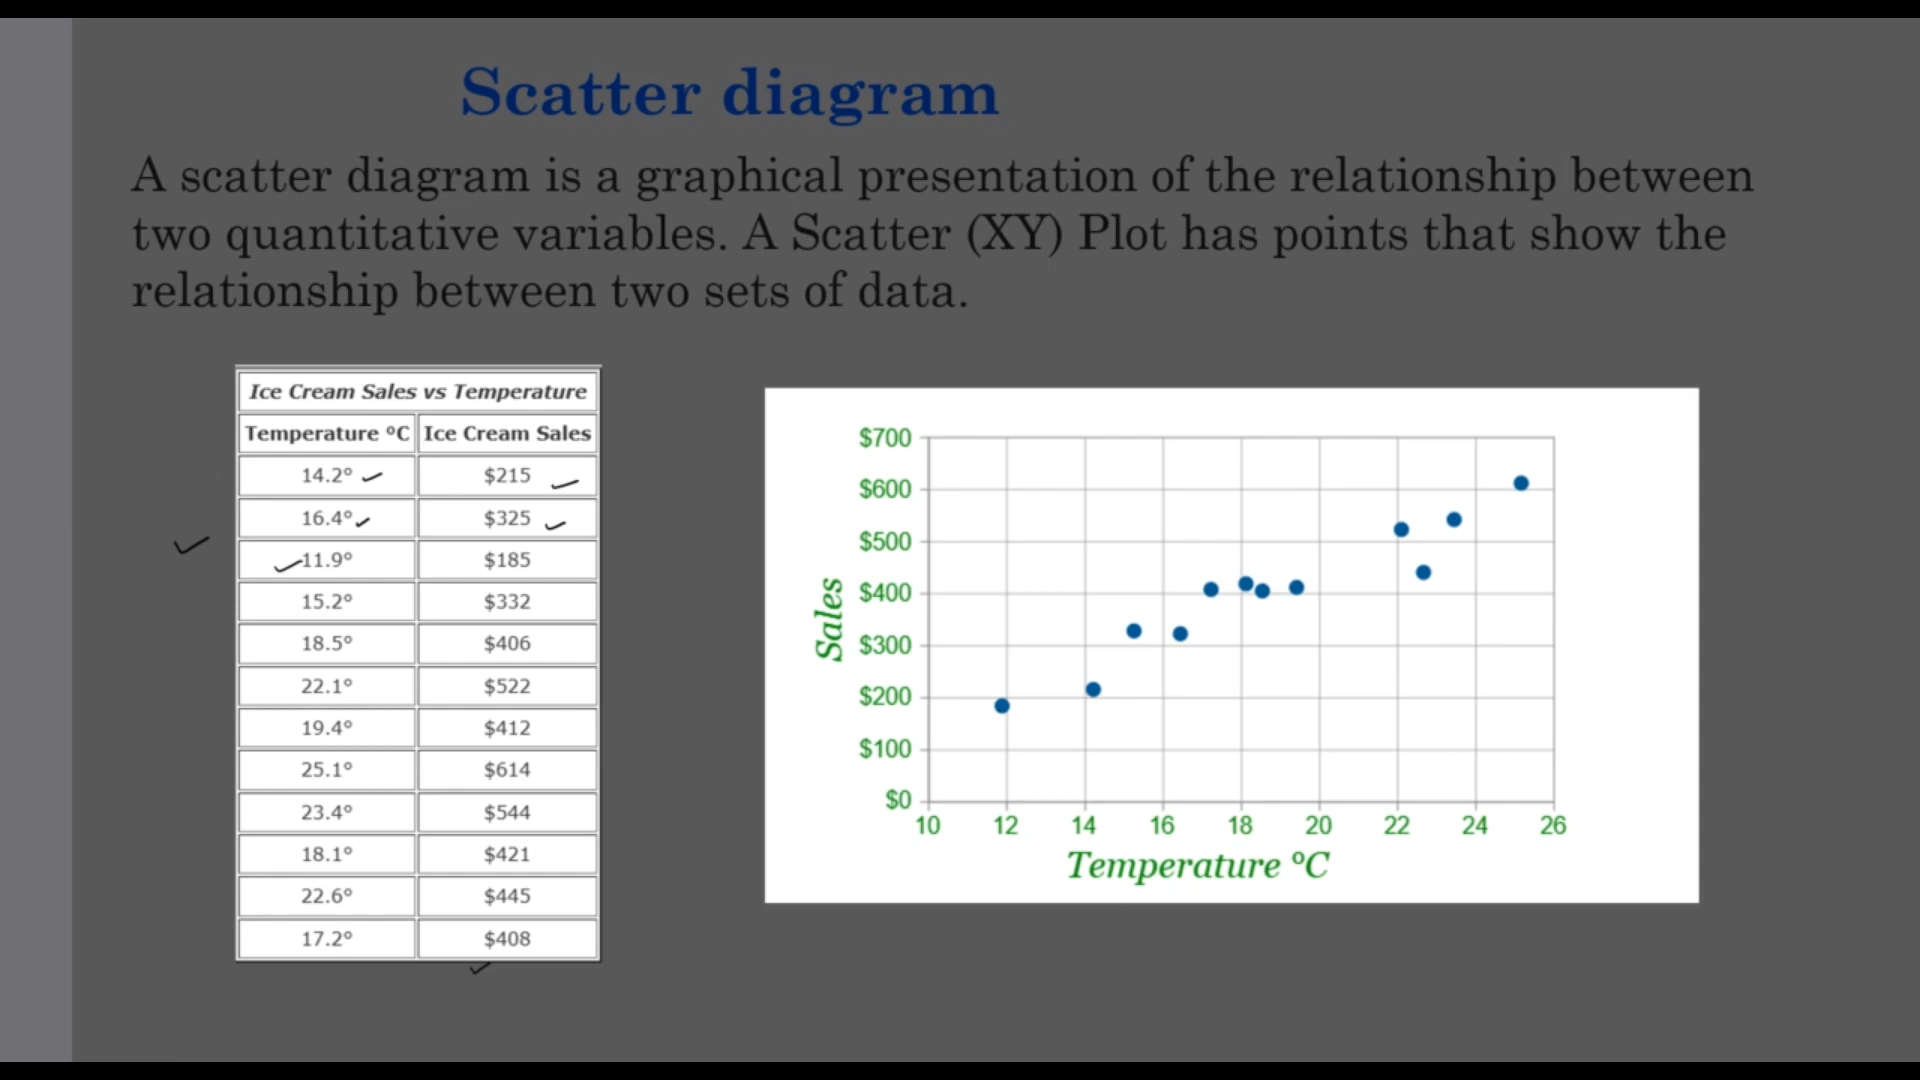 Scatter diagram
A scatter diagram is a graphical presentation of the relationship between
two quantitative variables. A Scatter (XY) Plot has points that show the
relationship between two sets of data.
Ice Cream Sales vs Temperature
Temperature °C Ice Cream Sales
14.2° $215
16.4° $325
11.9° $185
15.2° $332
18.5° $406
22.1° $522
19.4° $412
25.1° $614
23.4° $544
18.1° $421
22.6° $445
17.2° $408
$700
$600
$500
$400
$300
$200
$100
$0
Sales
10 12 14 16 18 20 22 24 26
Temperature °C